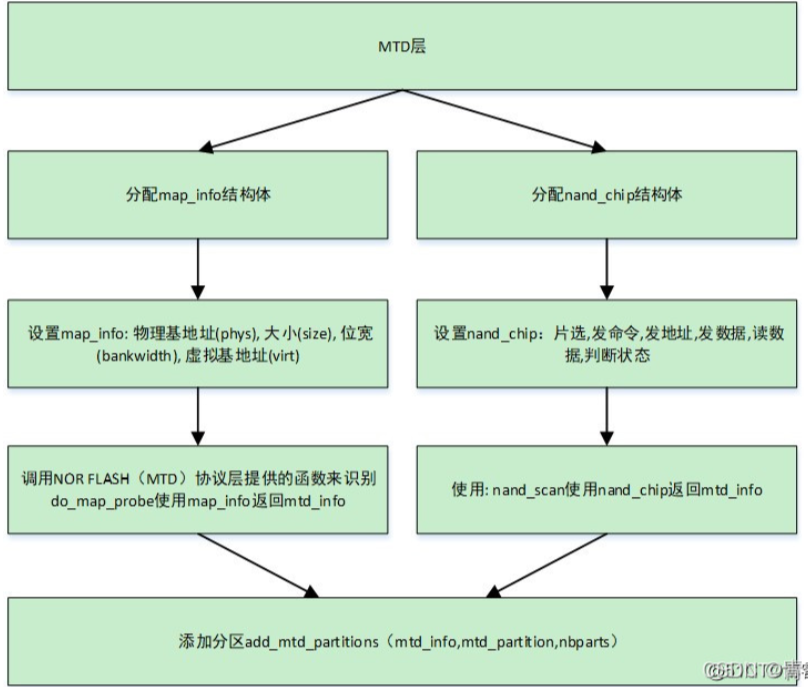 MTD层
分配map_info结构体
分配nand_chip结构体
设置map_info: 物理基地址(phys), 大小(size), 位宽
(bankwidth), 虚拟基地址(virt)
设置nand_chip：片选,发命令,发地址,发数据,读数
据,判断状态
调用NOR FLASH（MTD）协议层提供的函数来识别
do_map_probe使用map_info返回mtd_info
使用: nand_scan使用nand_chip返回mtd_info
添加分区add_mtd_partitions（mtd_info,mtd_partition,nbparts）